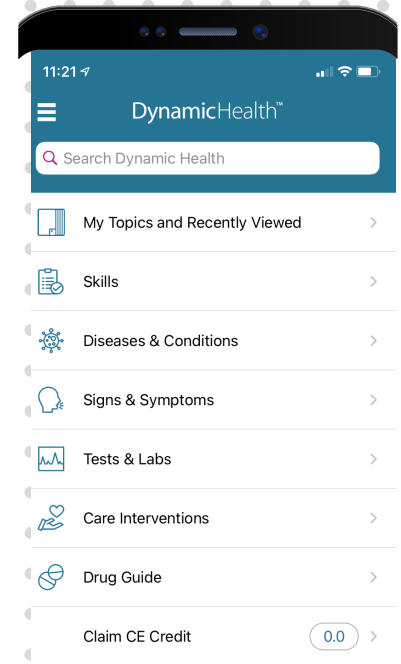 11:21
DynamicHealth™
Search Dynamic Health
My Topics and Recently Viewed
Skills
Diseases & Conditions
Signs & Symptoms
Tests & Labs
Care Interventions
Drug Guide
Claim CE Credit 0.0